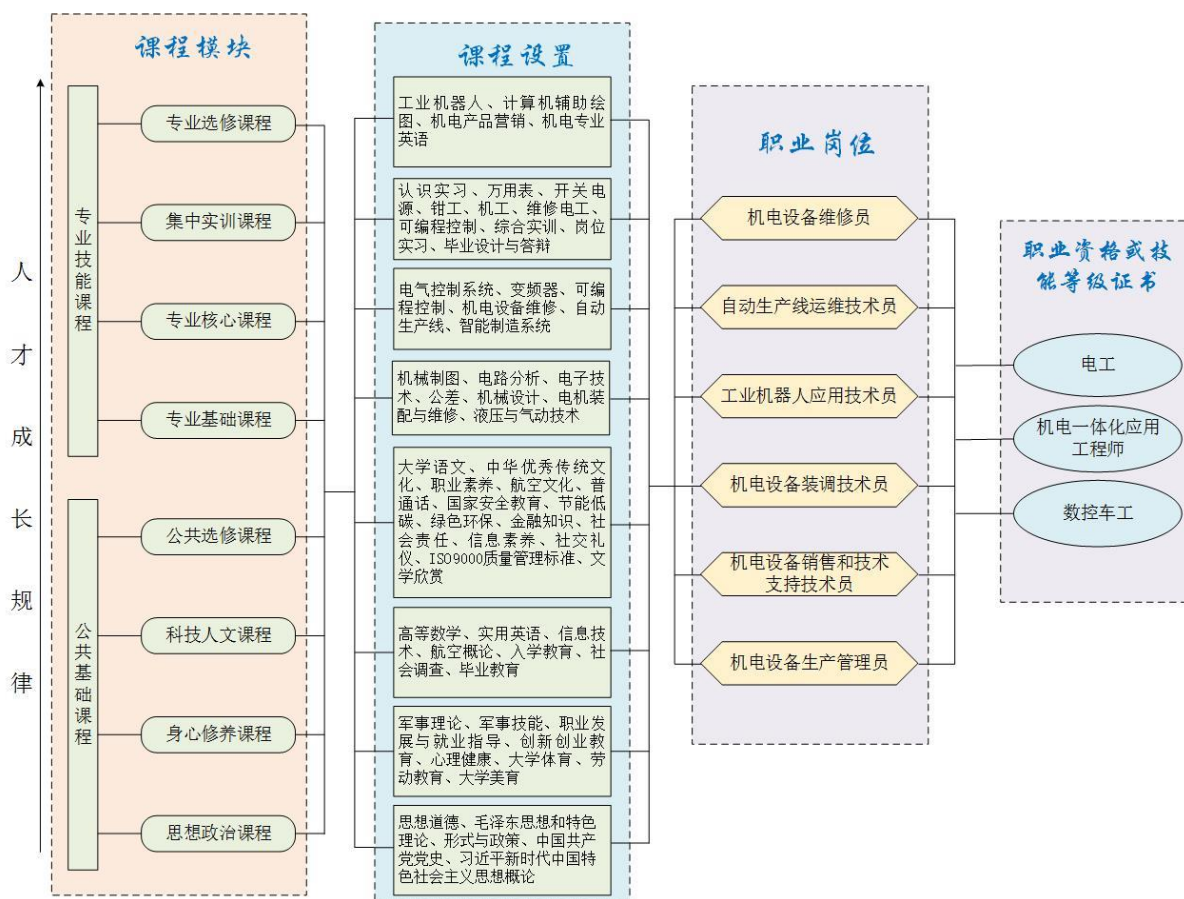 人才成长规律
课程模块
专业技能课程
专业选修课程
集中实训课程
专业核心课程
专业基础课程
公共基础课程
公共选修课程
科技人文课程
身心修养课程
思想政治课程
课程设置
工业机器人、计算机辅助绘
图、机电产品营销、机电专业
英语
认识实习、万用表、开关电
源、钳工、机工、维修电工、
可编程控制、综合实训、岗位
实习、毕业设计与答辩
电气控制系统、变频器、可编
程控制、机电设备维修、自动
生产线、智能制造系统
机械制图、电路分析、电子技
术、公差、机械设计、电机装
配与维修、液压与气动技术
大学语文、中华优秀传统文
化、职业素养、航空文化、普
通话、国家安全教育、节能低
碳、绿色环保、金融知识、社
会责任、信息素养、社交礼
仪、ISO9000质量管理标准、文
学欣赏
高等数学、实用英语、信息技
术、航空概论、入学教育、社
会调查、毕业教育
军事理论、军事技能、职业发
展与就业指导、创新创业教
育、心理健康、大学体育、劳
动教育、大学美育
思想道德、毛泽东思想和特色
理论、形式与政策、中国共产
党党史、习近平新时代中国特
色社会主义思想概论
职业岗位
机电设备维修员
自动生产线运维技术员
工业机器人应用技术员
机电设备装调技术员
机电设备销售和技术
支持技术员
机电设备生产管理员
职业资格或技
能等级证书
电工
机电一体化应用
工程师
数控车工